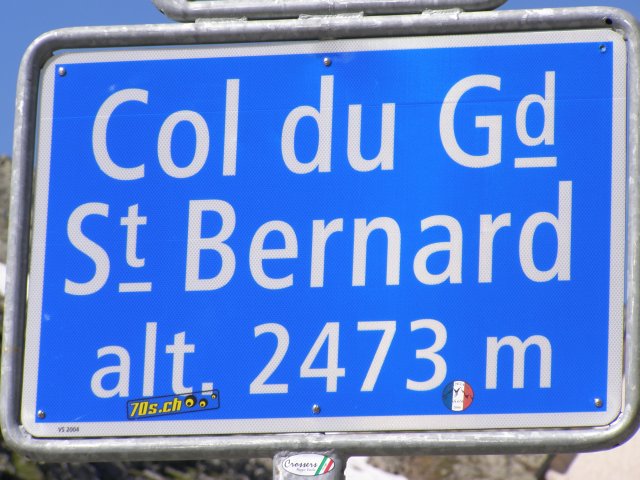 Col du Gd
St Bernard
alt. 2473 m
70s.ch
VS 2004
Crossers